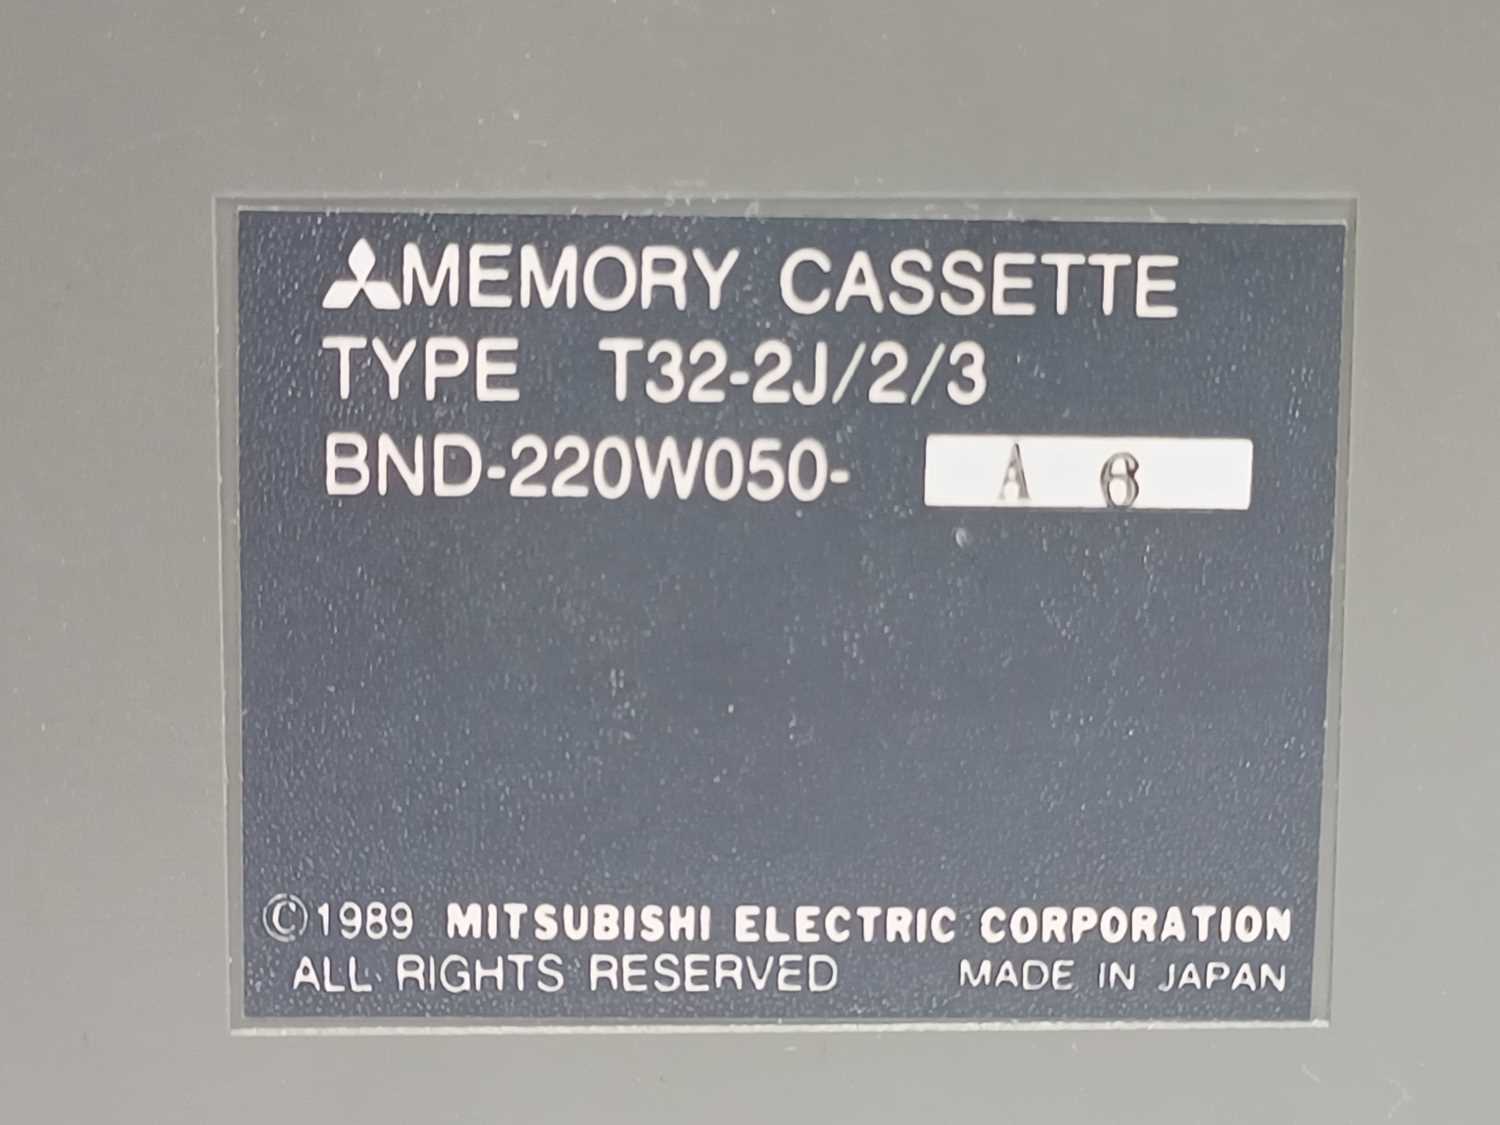 MEMORY CASSETTE
TYPE T32-2J/2/3
BND-220W050- A 6
©1989 MITSUBISHI ELECTRIC CORPORATION
ALL RIGHTS RESERVED MADE IN JAPAN